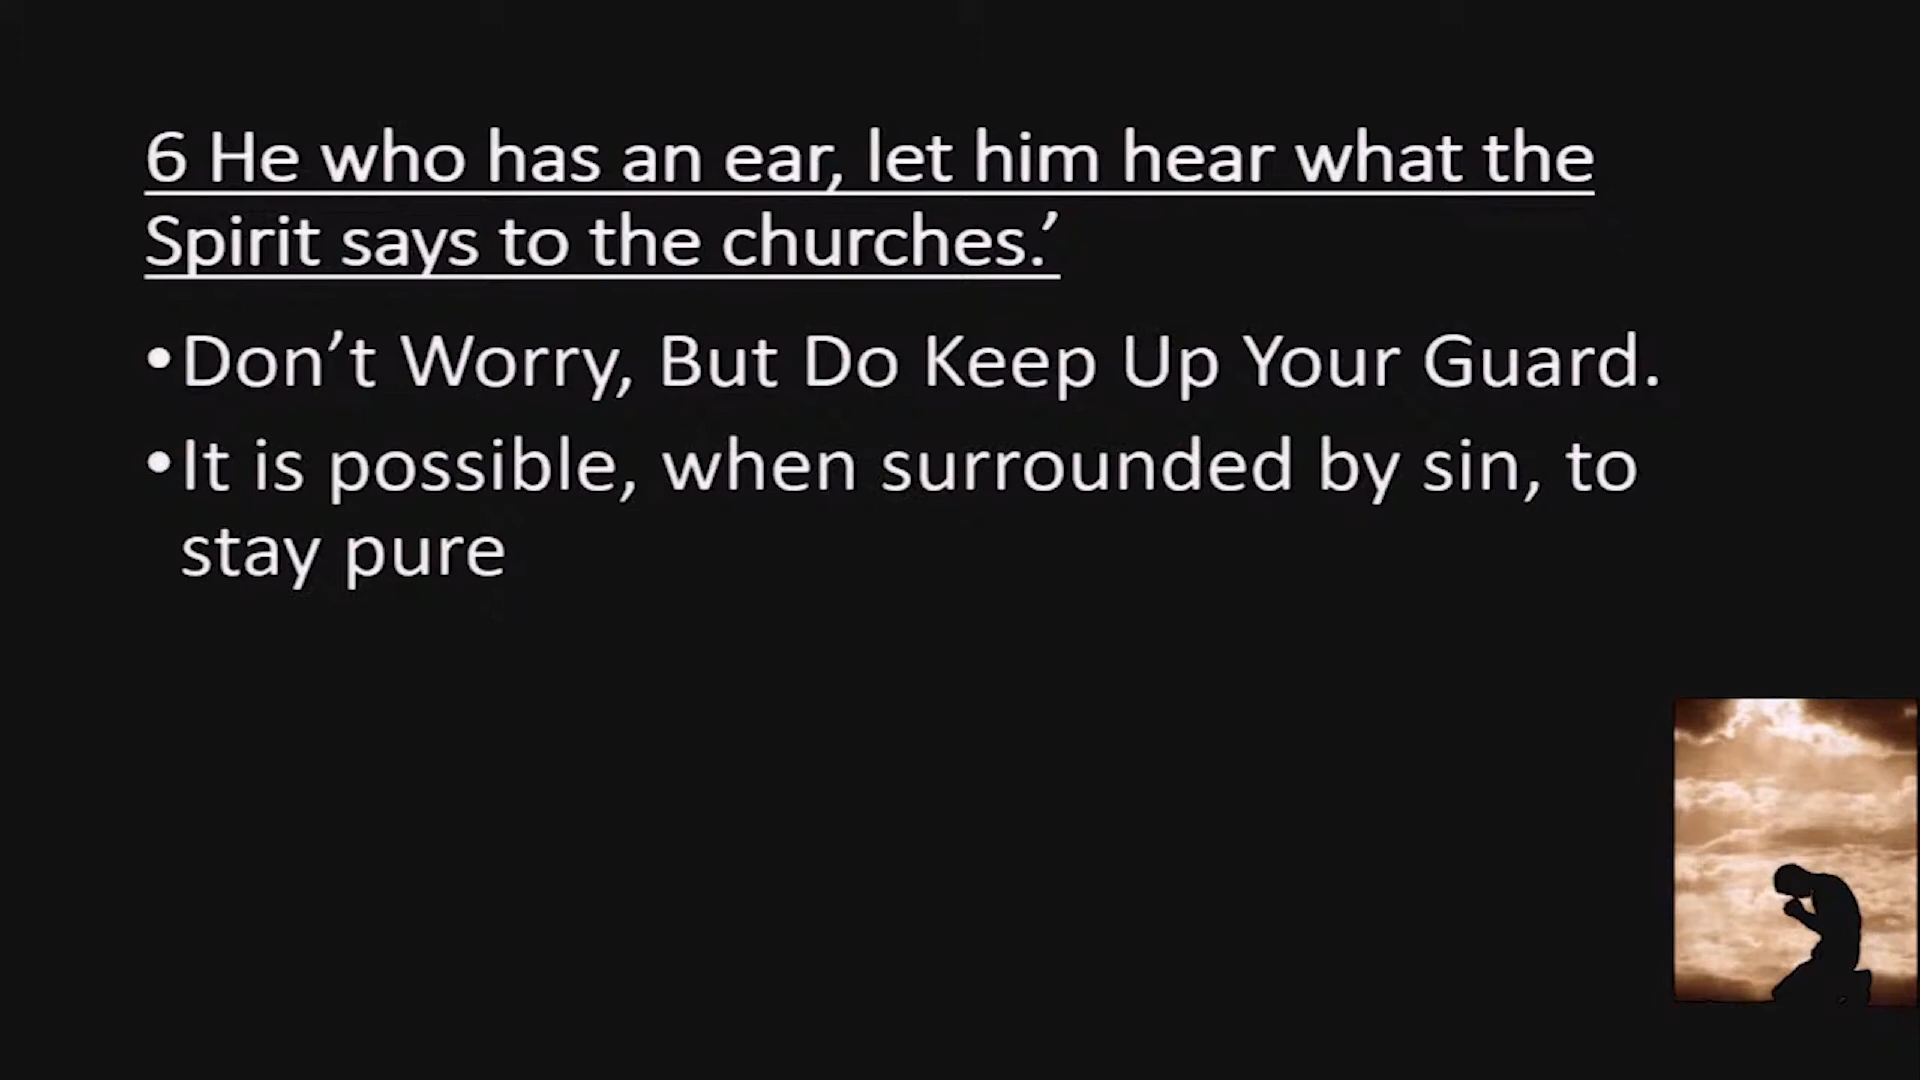 6 He who has an ear, let him hear what the
Spirit says to the churches.’
•Don’t Worry, But Do Keep Up Your Guard.
•It is possible, when surrounded by sin, to
stay pure